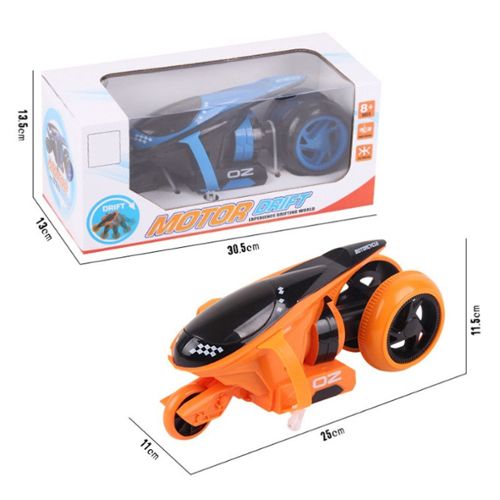 13.5cm
8+
OZ
DRIFT
MOTOR DRIFT
EXPERIENCE DRIFTING WORLD
13cm
30.5cm
MOTORCYCLE
11.5cm
OZ
11cm
25cm